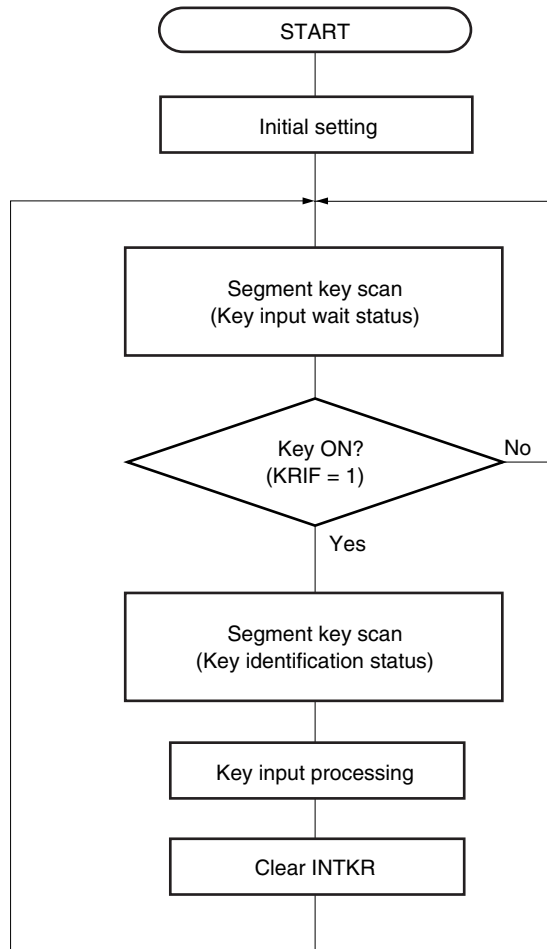 START
Initial setting
Segment key scan
(Key input wait status)
Key ON?
(KRIF = 1)
No
Yes
Segment key scan
(Key identification status)
Key input processing
Clear INTKR